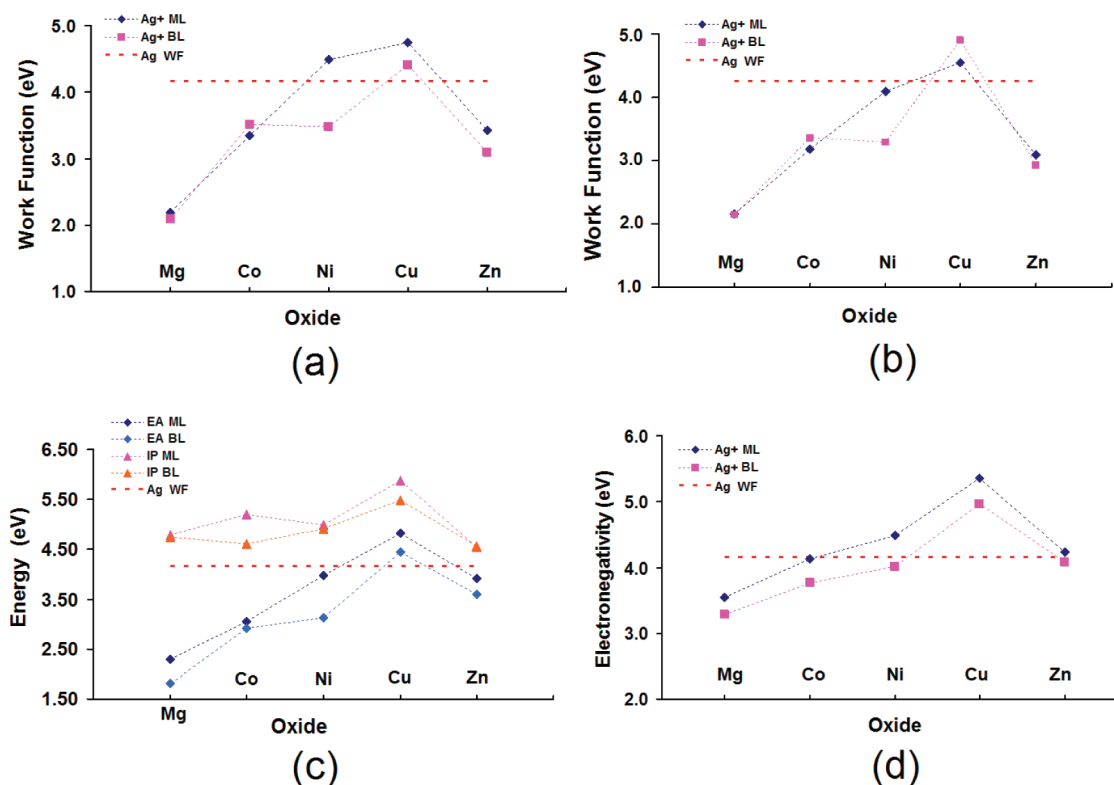 Ag+ ML
Ag+ BL
Ag WF
Work Function (eV)
5.0
4.0
3.0
2.0
1.0
Mg Co Ni Cu Zn
Oxide
(a)
Ag+ ML
Ag+ BL
Ag WF
Work Function (eV)
5.0
4.0
3.0
2.0
1.0
Mg Co Ni Cu Zn
Oxide
(b)
EA ML
EA BL
IP ML
IP BL
Ag WF
Energy (eV)
6.50
5.50
4.50
3.50
2.50
1.50
Mg Co Ni Cu Zn
Oxide
(c)
Ag+ ML
Ag+ BL
Ag WF
Electronegativity (eV)
6.0
5.0
4.0
3.0
2.0
Mg Co Ni Cu Zn
Oxide
(d)